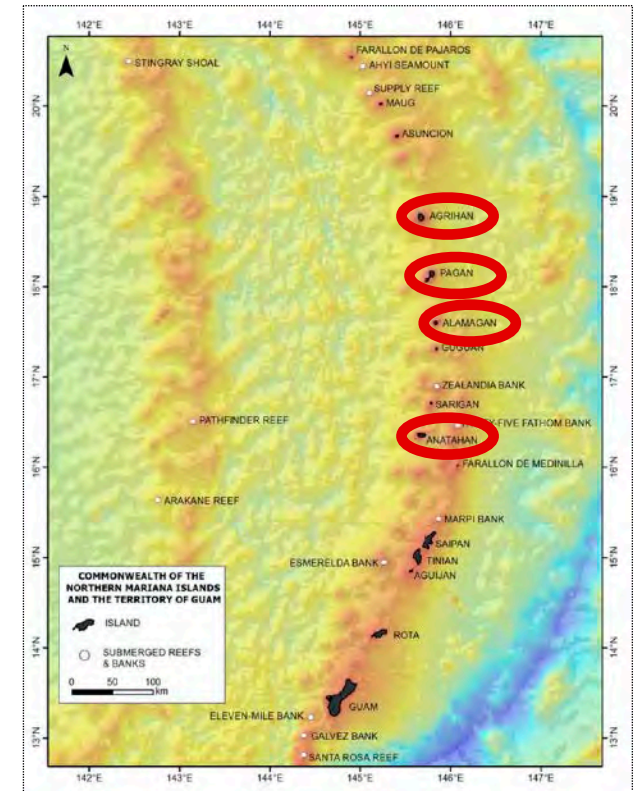 142°E 143°E 144°E 145°E 146°E 147°E
N
FARALLON DE PAJAROS
STINGRAY SHOAL
AHYI SEAMOUNT
20°N
SUPPLY REEF
MAUG
20°N
ASUNCION
19°N
AGRIHAN
19°N
PAGAN
18°N
18°N
ALAMAGAN
GUGUAN
17°N
17°N
ZEALANDIA BANK
SARIGAN
PATHFINDER REEF
FATHOM BANK
ANATAHAN
16°N
FARALLON DE MEDINILLA
16°N
ARAKANE REEF
MARPI BANK
SAIPAN
15°N
ESMERELDA BANK
TINIAN
15°N
AGUIJAN
COMMONWEALTH OF THE
NORTHERN MARIANA ISLANDS
AND THE TERRITORY OF GUAM
ISLAND
SUBMERGED REEFS
& BANKS
0 50 100
km
14°N
ROTA
14°N
GUAM
ELEVEN-MILE BANK
13°N
GALVEZ BANK
13°N
SANTA ROSA REEF
142°E 143°E 144°E 145°E 146°E 147°E